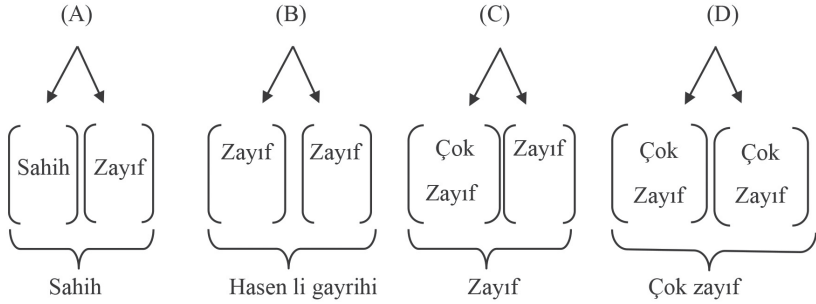 (A) (B) (C) (D)
Sahih Zayıf Zayıf Zayıf Çok Zayıf Çok Çok
Zayıf Zayıf Zayıf
Sahih Hasen li gayrihi Zayıf Çok zayıf